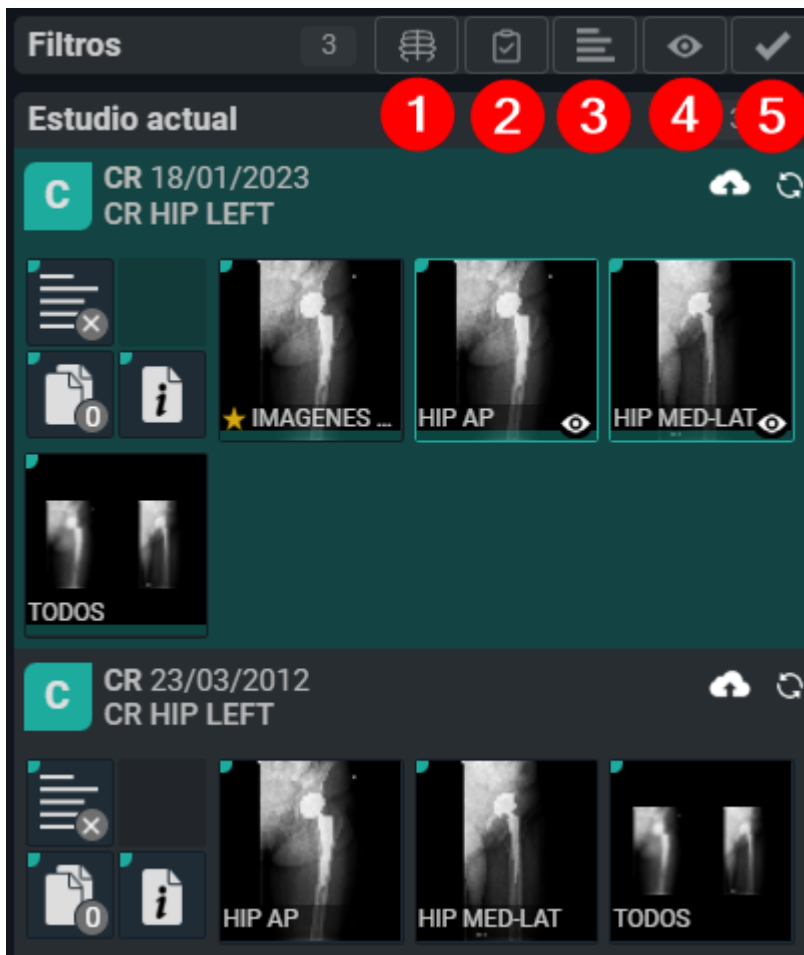 Filtros 3
1 2 3 4 5
Estudio actual
C CR 18/01/2023
CR HIP LEFT
IMAGENES ... HIP AP HIP MED-LAT
0 i
TODOS
C CR 23/03/2012
CR HIP LEFT
0 i
HIP AP HIP MED-LAT TODOS